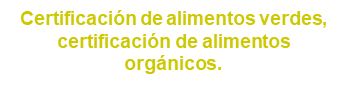 Certificación de alimentos verdes,
certificación de alimentos
orgánicos.